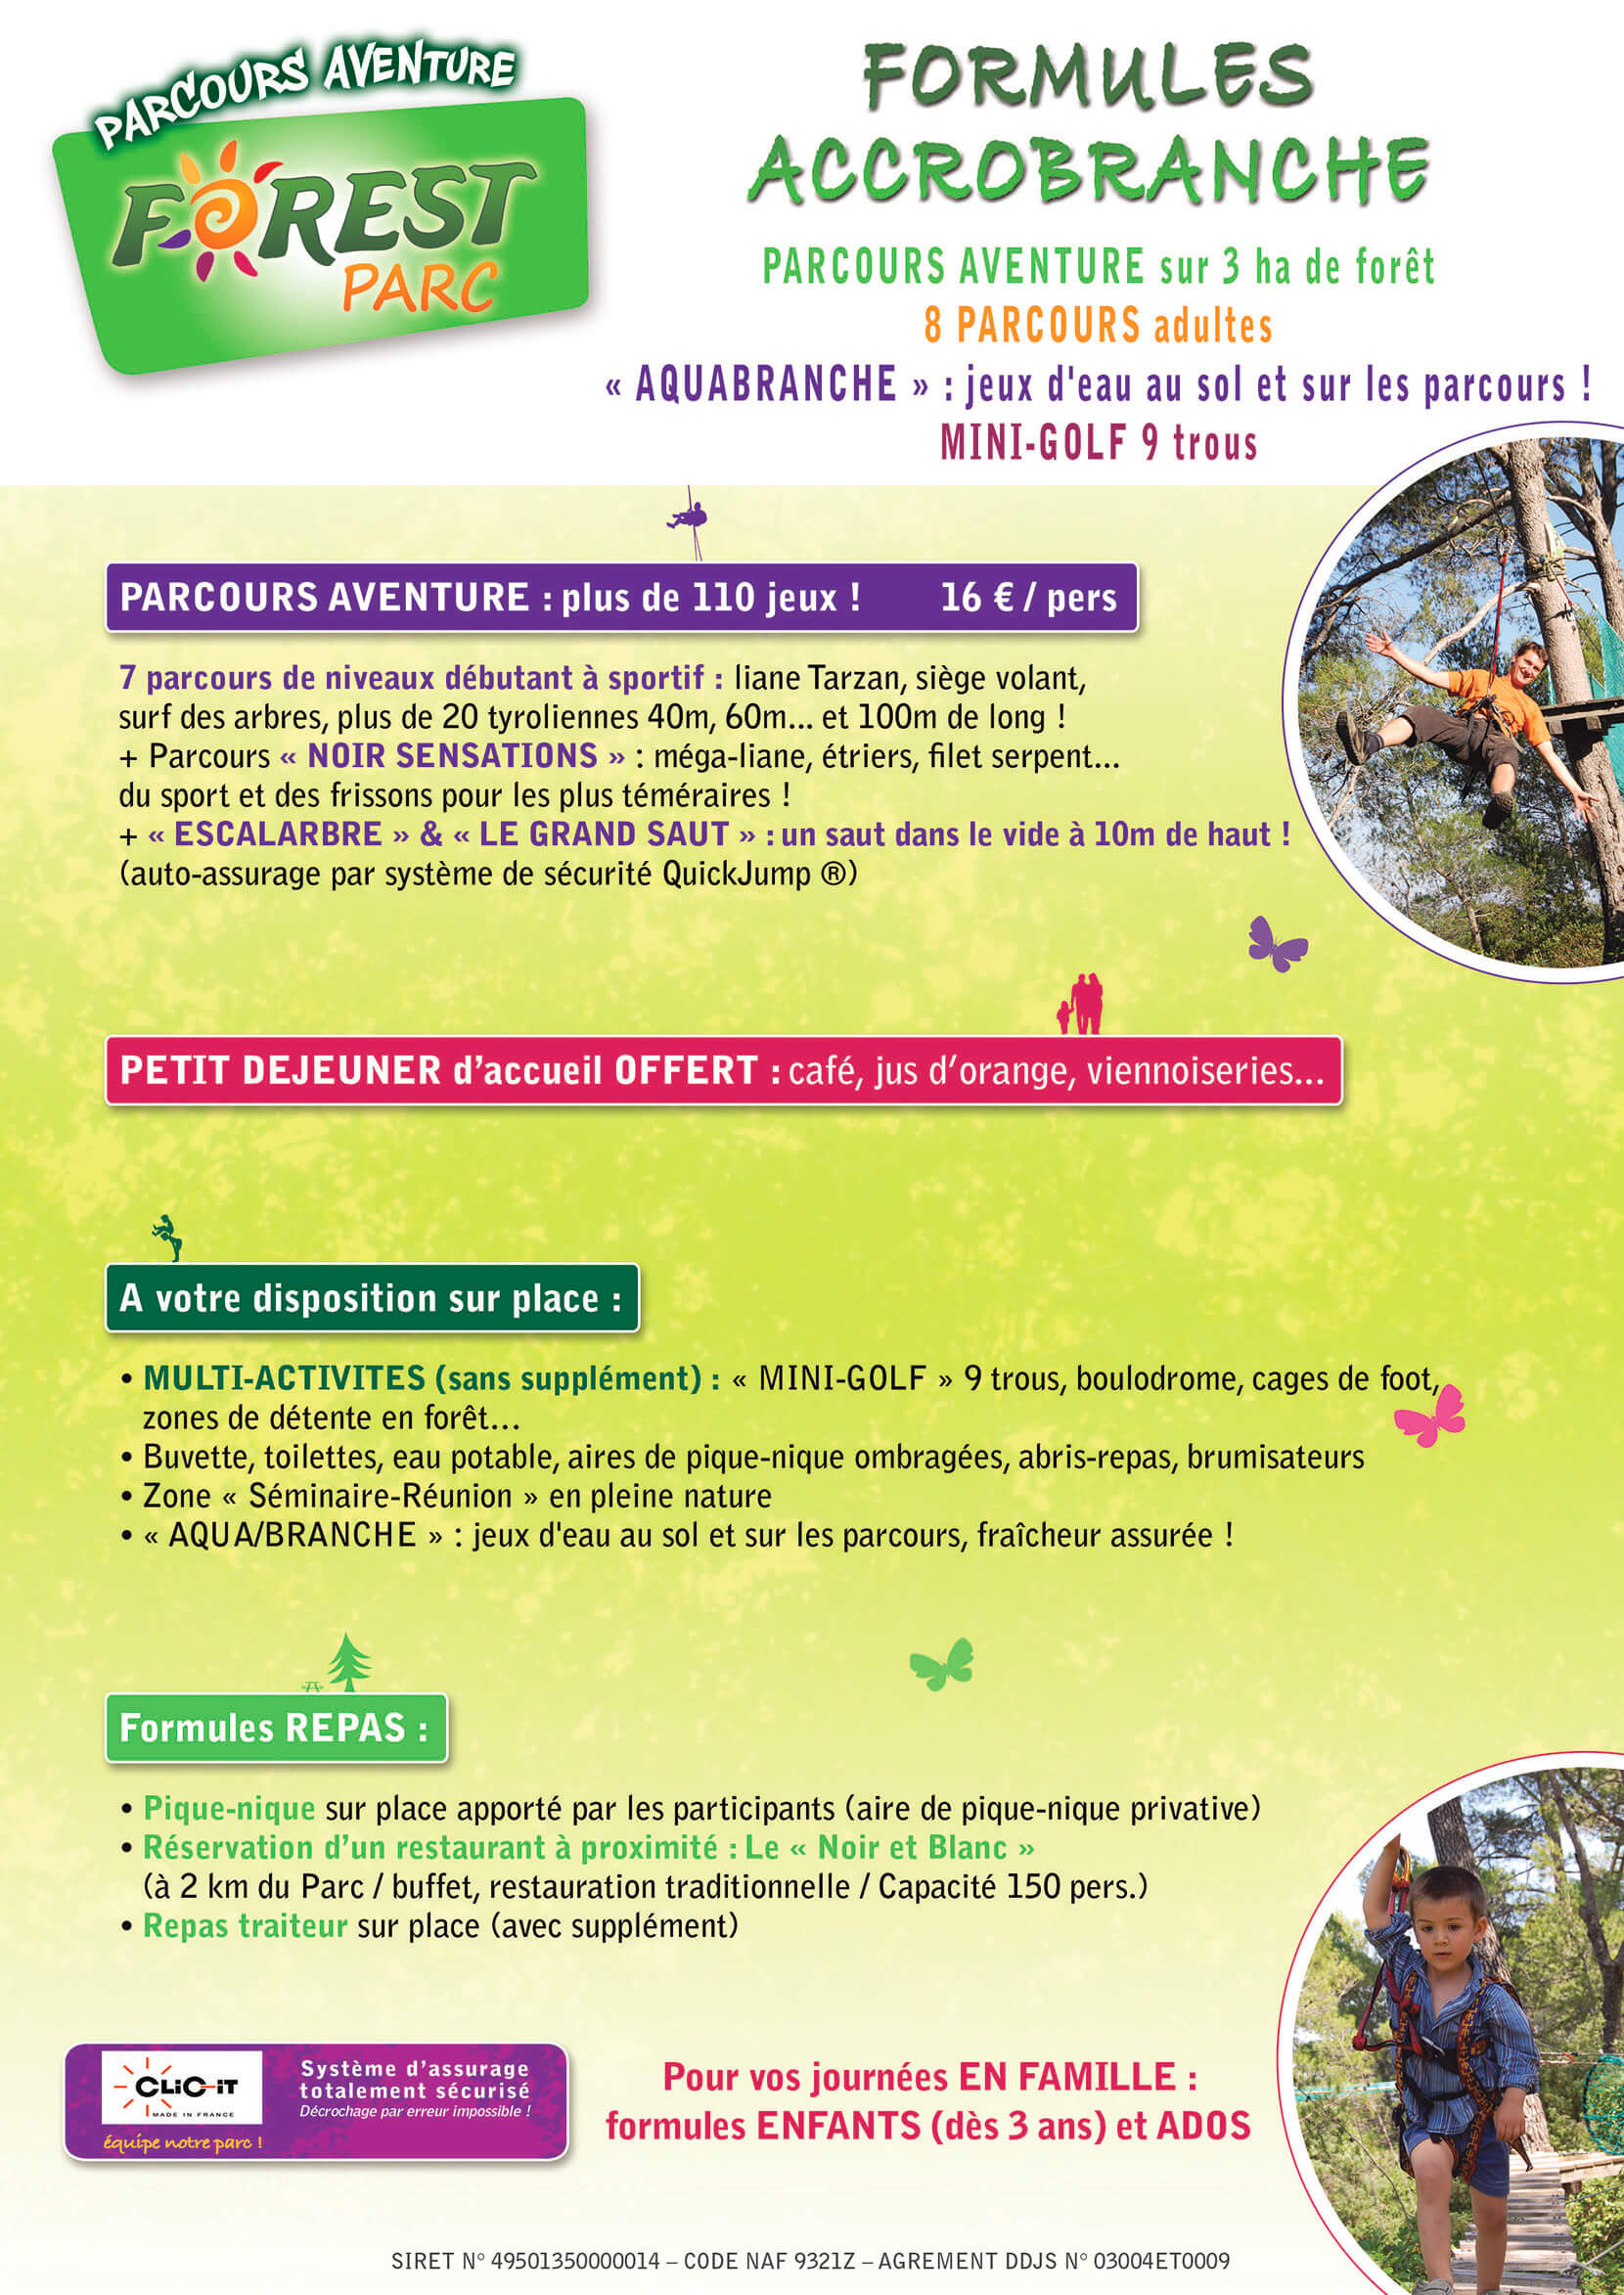 PARCOURS AVENTURE
FOREST
PARC
FORMULES
ACCROBRANCHE
PARCOURS AVENTURE sur 3 ha de forêt
8 PARCOURS adultes
« AQUABRANCHE » : jeux d'eau au sol et sur les parcours !
MINI-GOLF 9 trous
PARCOURS AVENTURE : plus de 110 jeux ! 16 € / pers
7 parcours de niveaux débutant à sportif : liane Tarzan, siège volant,
surf des arbres, plus de 20 tyroliennes 40m, 60m... et 100m de long !
+ Parcours « NOIR SENSATIONS » : méga-liane, étriers, filet serpent...
du sport et des frissons pour les plus téméraires !
+ « ESCALARBRE » & « LE GRAND SAUT » : un saut dans le vide à 10m de haut !
(auto-assurage par système de sécurité QuickJump ®)
PETIT DEJEUNER d’accueil OFFERT : café, jus d’orange, viennoiseries...
A votre disposition sur place :
• MULTI-ACTIVITES (sans supplément) : « MINI-GOLF » 9 trous, boulodrome, cages de foot,
zones de détente en forêt...
• Buvette, toilettes, eau potable, aires de pique-nique ombragées, abris-repas, brumisateurs
• Zone « Séminaire-Réunion » en pleine nature
• « AQUA/BRANCHE » : jeux d'eau au sol et sur les parcours, fraîcheur assurée !
Formules REPAS :
• Pique-nique sur place apporté par les participants (aire de pique-nique privative)
• Réservation d’un restaurant à proximité : Le « Noir et Blanc »
(à 2 km du Parc / buffet, restauration traditionnelle / Capacité 150 pers.)
• Repas traiteur sur place (avec supplément)
CLiC-iT
MADE IN FRANCE
équipe notre parc !
Système d’assurage
totalement sécurisé
Décrochage par erreur impossible !
Pour vos journées EN FAMILLE :
formules ENFANTS (dès 3 ans) et ADOS
SIRET N° 49501350000014 – CODE NAF 9321Z – AGREMENT DDJS N° 03004ET0009